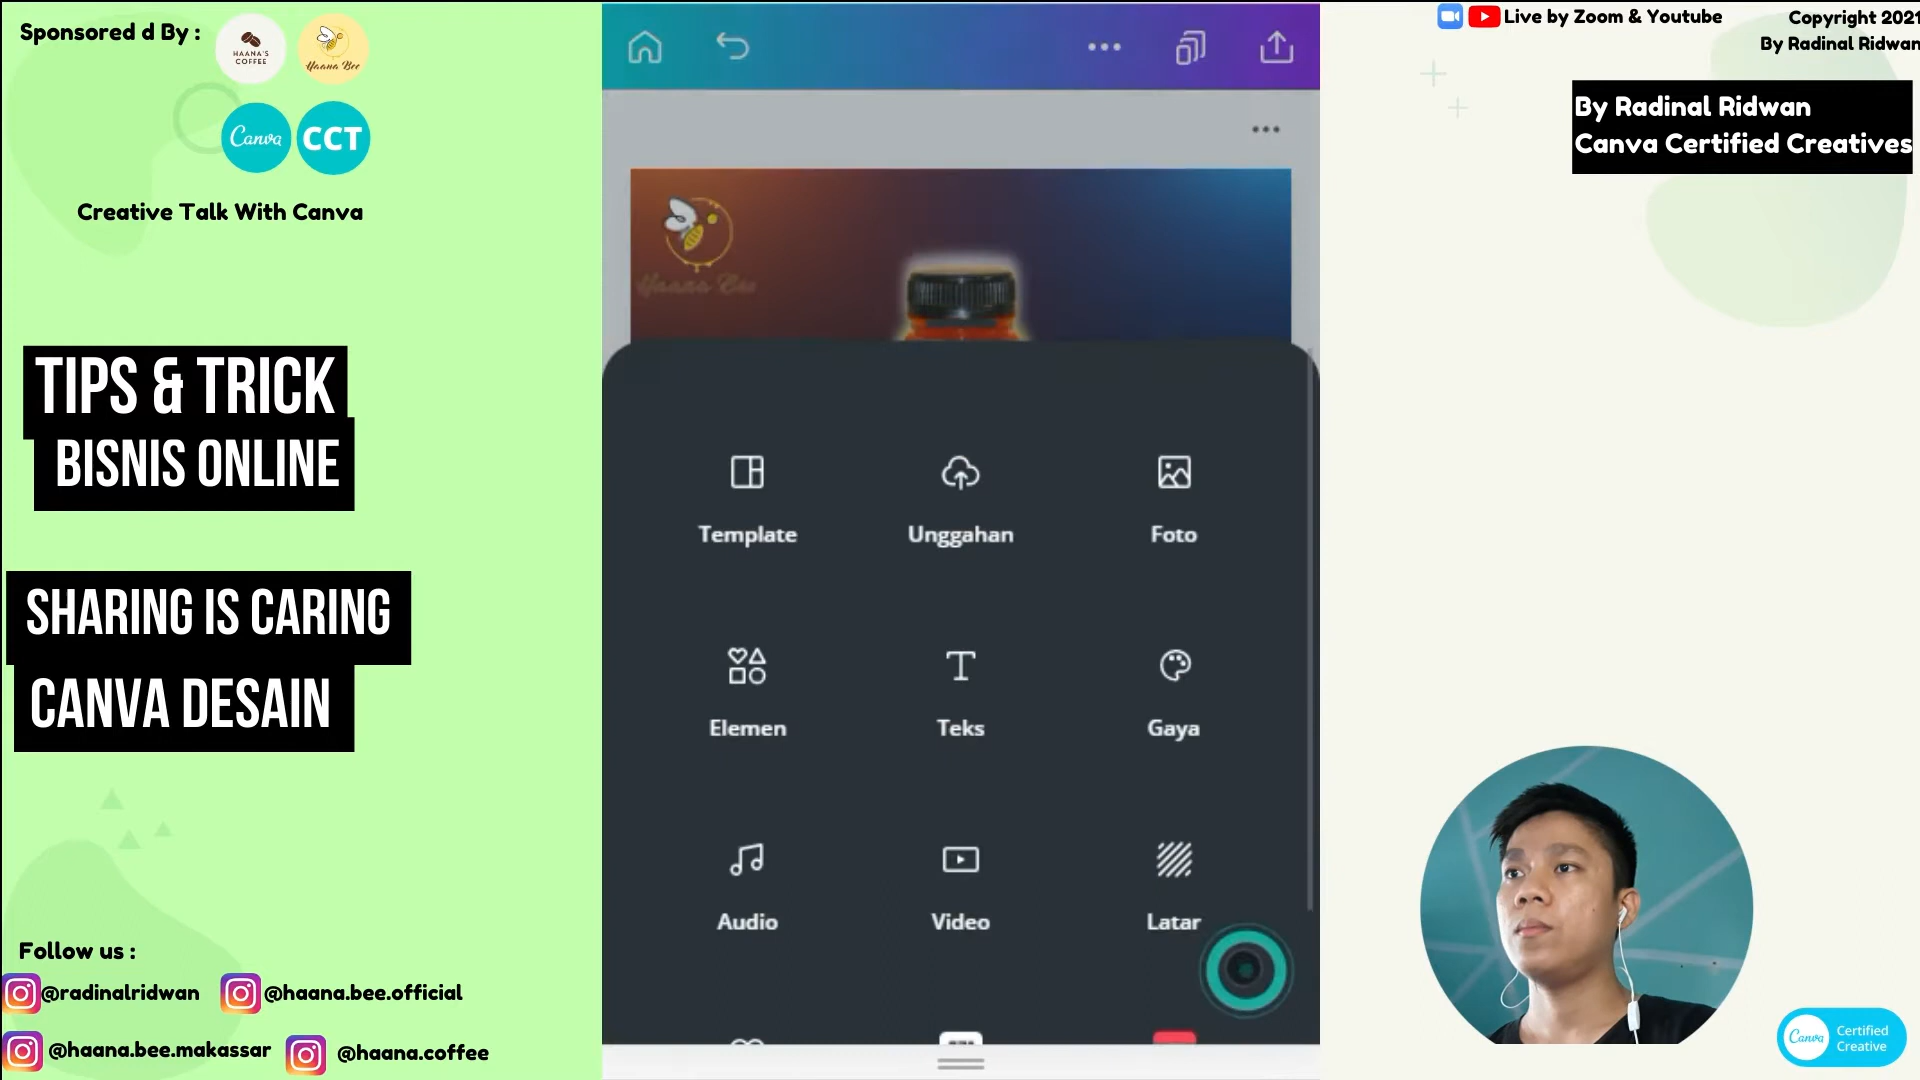 Sponsored d By :
HAANA'S
COFFEE
Haana Bee
Canva
CCT
Creative Talk With Canva
TIPS & TRICK
BISNIS ONLINE
SHARING IS CARING
CANVA DESAIN
Follow us :
@radinalridwan
@haana.bee.official
@haana.bee.makassar
@haana.coffee
Haana Bee
Template
Unggahan
Foto
Elemen
Teks
Gaya
Audio
Video
Latar
Live by Zoom & Youtube
Copyright 2021
By Radinal Ridwan
By Radinal Ridwan
Canva Certified Creatives
Canva
Certified
Creative